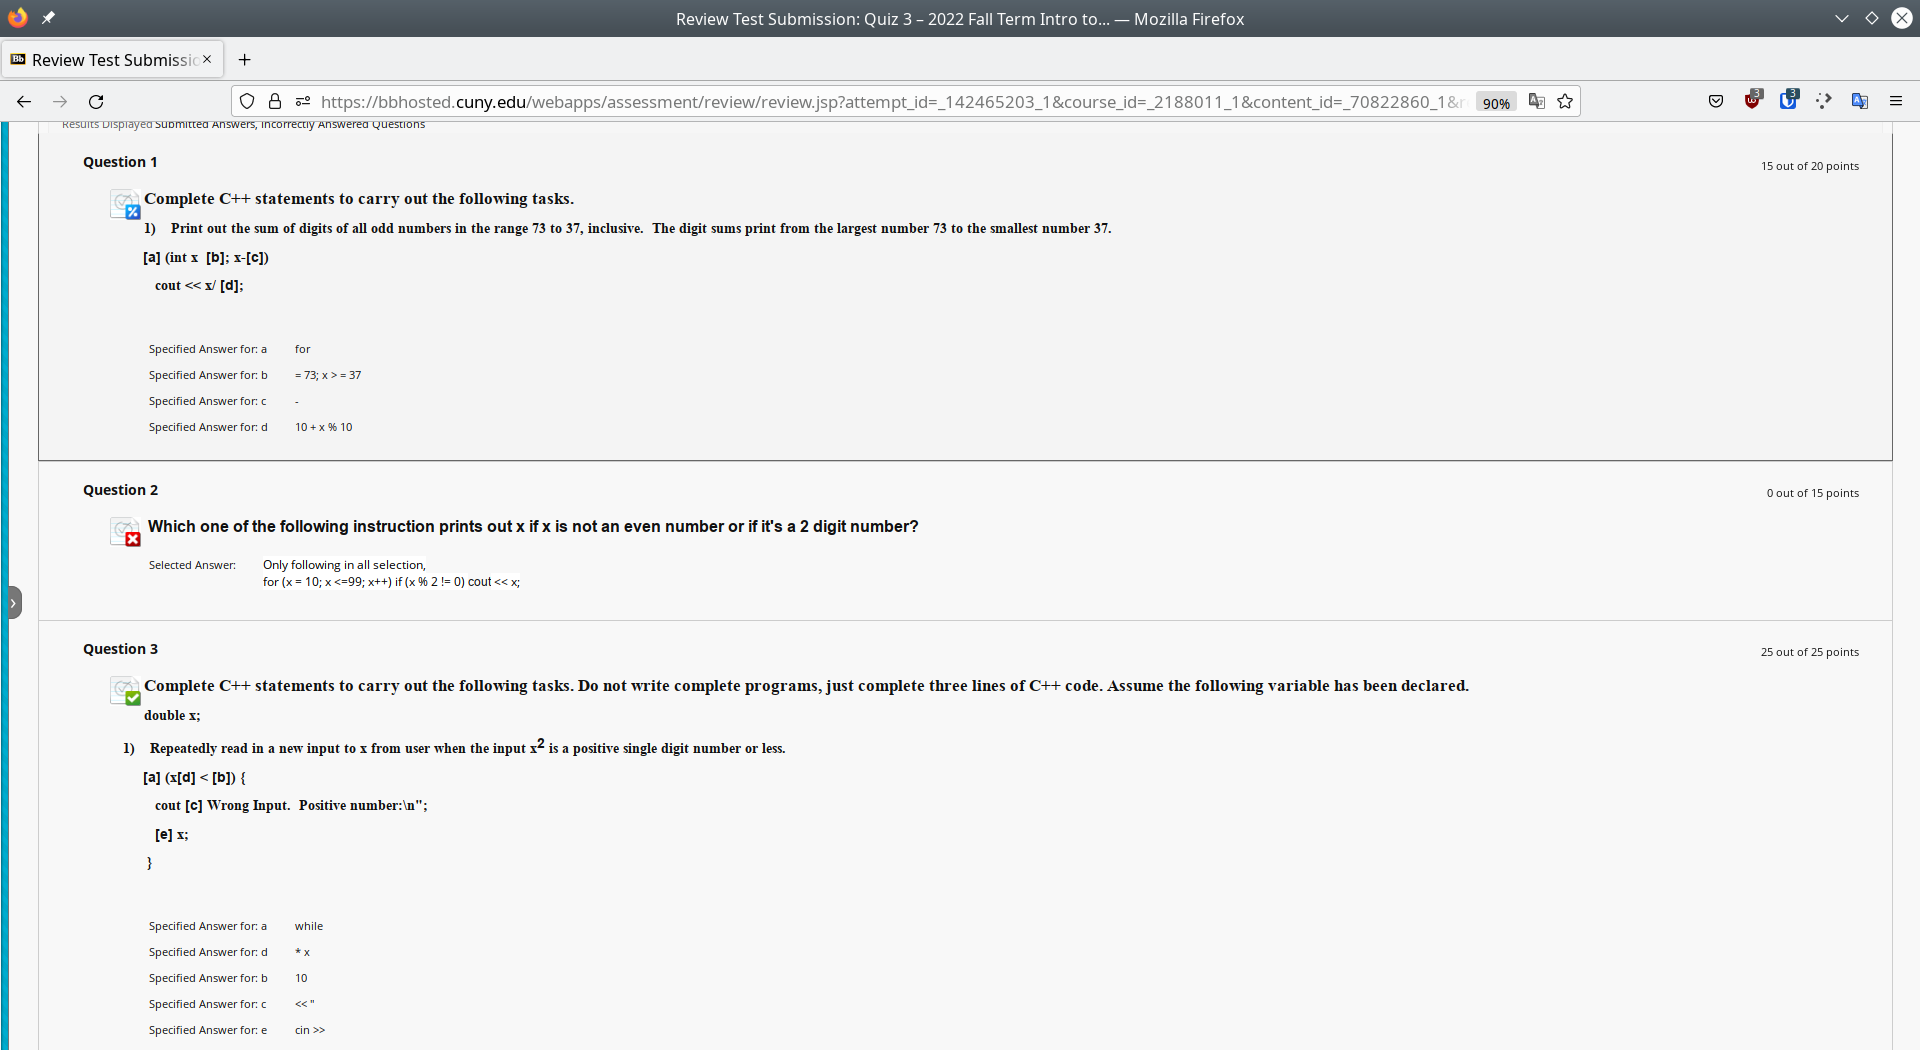 Review Test Submission: Quiz 3 – 2022 Fall Term Intro to... — Mozilla Firefox
Bb Review Test Submissi
https://bbhosted.cuny.edu/webapps/assessment/review/review.jsp?attempt_id=_142465203_1&course_id=_2188011_1&content_id=_70822860_1& 90% 3 3
Results Displayed Submitted Answers, Incorrectly Answered Questions
Question 1
15 out of 20 points
Complete C++ statements to carry out the following tasks.
1) Print out the sum of digits of all odd numbers in the range 73 to 37, inclusive. The digit sums print from the largest number 73 to the smallest number 37.
[a] (int x [b]; x-[c])
cout << x/ [d];
Specified Answer for: a for
Specified Answer for: b = 73; x > = 37
Specified Answer for: c -
Specified Answer for: d 10 + x % 10
Question 2
0 out of 15 points
Which one of the following instruction prints out x if x is not an even number or if it's a 2 digit number?
Selected Answer: Only following in all selection,
for (x = 10; x <=99; x++) if (x % 2 != 0) cout << x;
Question 3
25 out of 25 points
Complete C++ statements to carry out the following tasks. Do not write complete programs, just complete three lines of C++ code. Assume the following variable has been declared.
double x;
1) Repeatedly read in a new input to x from user when the input x2 is a positive single digit number or less.
[a] (x[d] < [b]) {
cout [c] Wrong Input. Positive number:\n";
[e] x;
}
Specified Answer for: a while
Specified Answer for: d * x
Specified Answer for: b 10
Specified Answer for: c << "
Specified Answer for: e cin >>